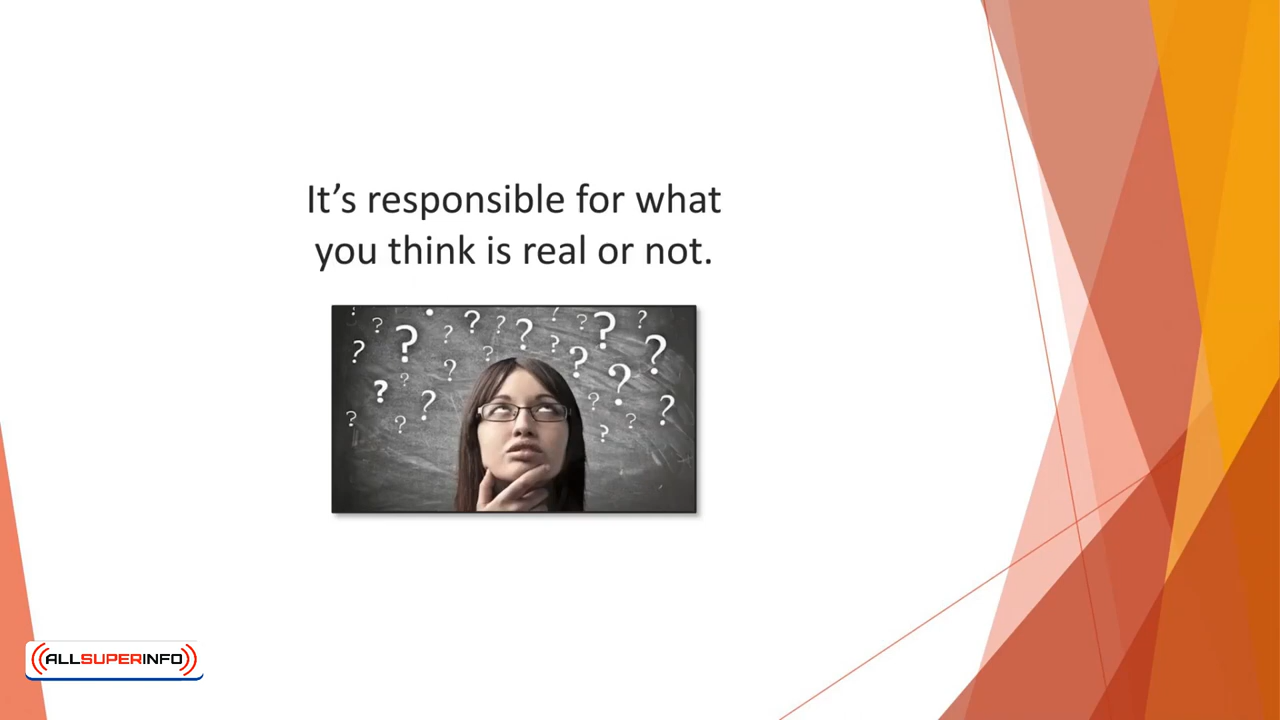 It’s responsible for what
you think is real or not.
ALLSUPERINFO